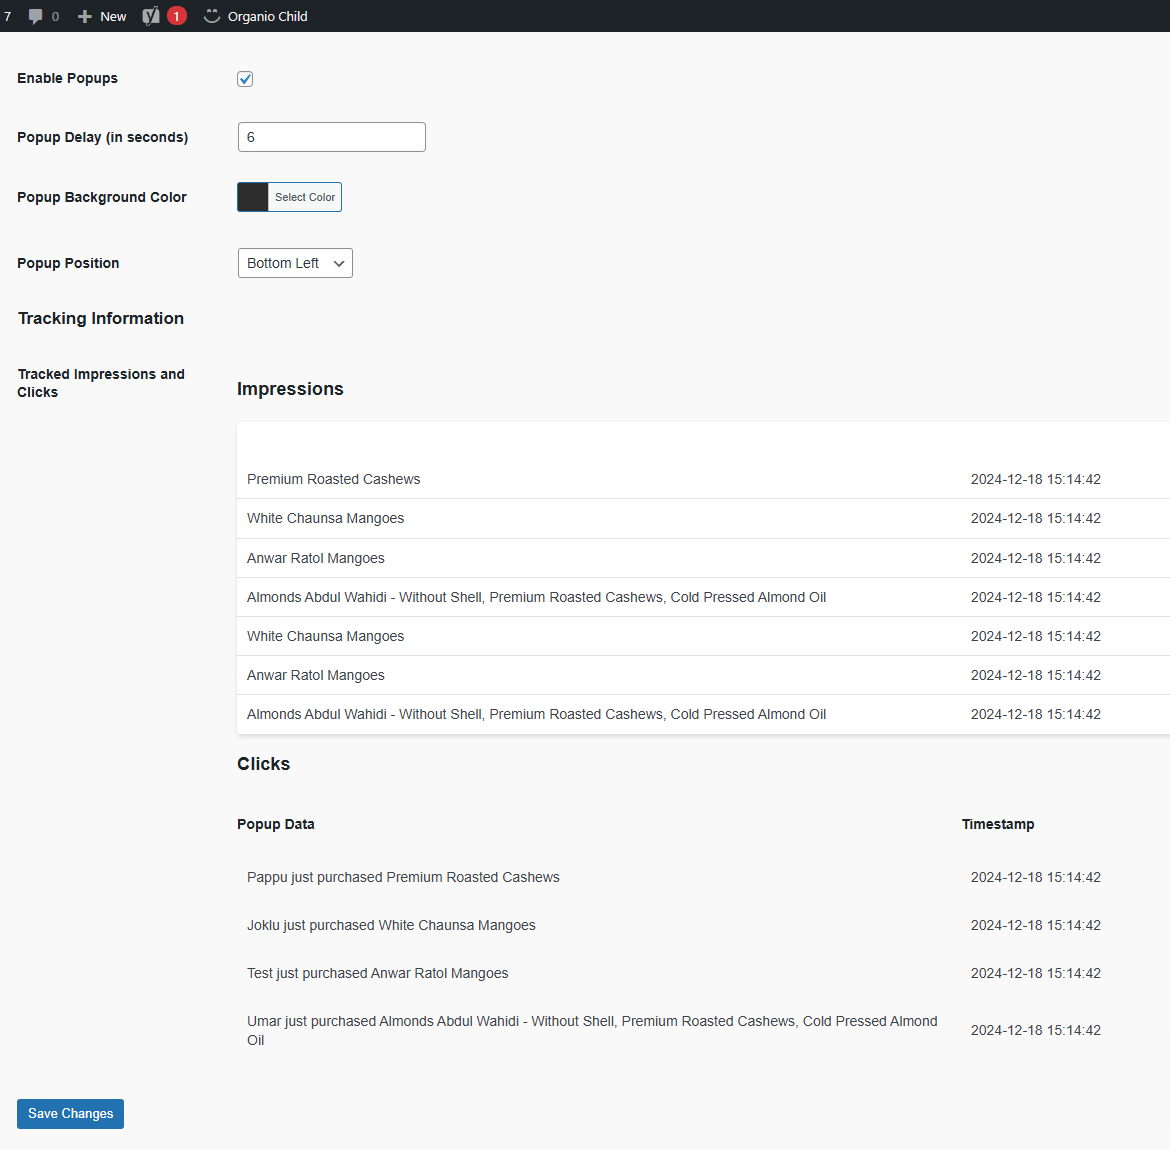 7 0 New 1 Organio Child
Enable Popups
Popup Delay (in seconds) 6
Popup Background Color Select Color
Popup Position Bottom Left
Tracking Information
Tracked Impressions and
Clicks
Impressions
Premium Roasted Cashews 2024-12-18 15:14:42
White Chaunsa Mangoes 2024-12-18 15:14:42
Anwar Ratol Mangoes 2024-12-18 15:14:42
Almonds Abdul Wahidi - Without Shell, Premium Roasted Cashews, Cold Pressed Almond Oil 2024-12-18 15:14:42
White Chaunsa Mangoes 2024-12-18 15:14:42
Anwar Ratol Mangoes 2024-12-18 15:14:42
Almonds Abdul Wahidi - Without Shell, Premium Roasted Cashews, Cold Pressed Almond Oil 2024-12-18 15:14:42
Clicks
Popup Data Timestamp
Pappu just purchased Premium Roasted Cashews 2024-12-18 15:14:42
Joklu just purchased White Chaunsa Mangoes 2024-12-18 15:14:42
Test just purchased Anwar Ratol Mangoes 2024-12-18 15:14:42
Umar just purchased Almonds Abdul Wahidi - Without Shell, Premium Roasted Cashews, Cold Pressed Almond
Oil 2024-12-18 15:14:42
Save Changes